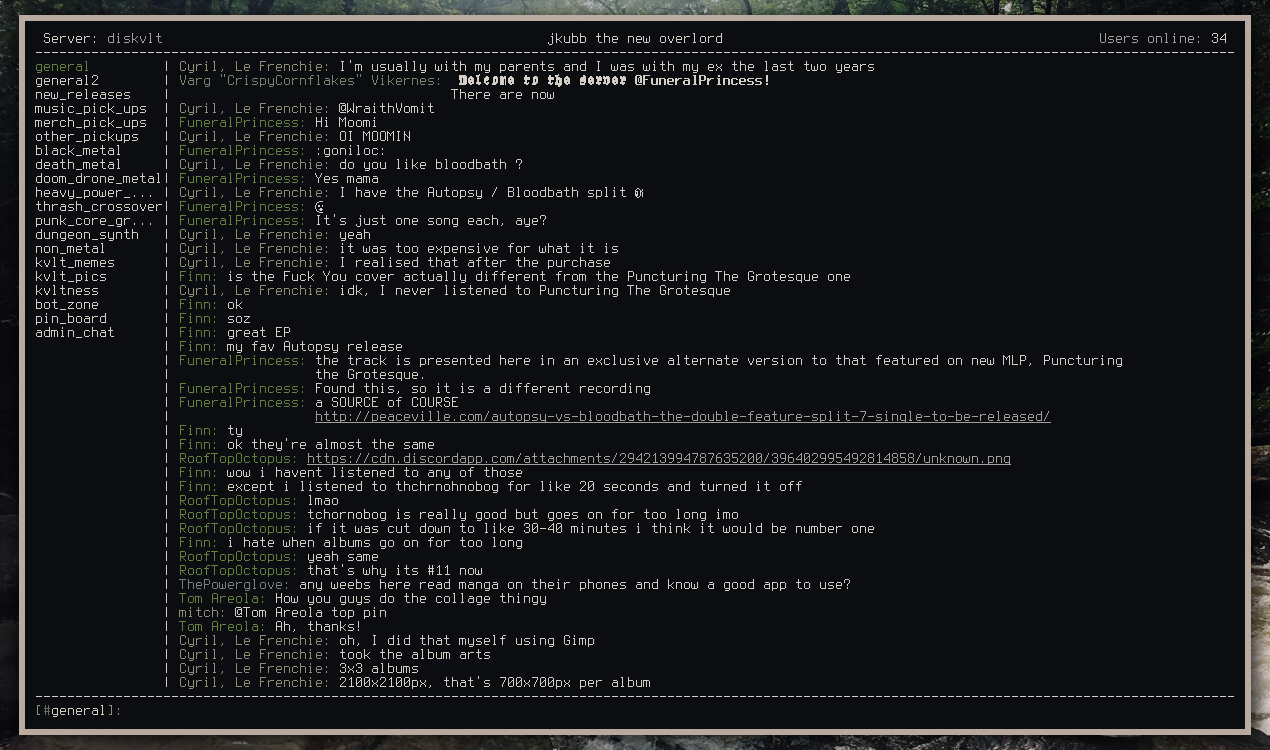 Server: diskvlt jkubb the new overlord Users online: 34
general | Cyril, Le Frenchie: I'm usually with my parents and I was with my ex the last two years
general2 | Varg "CrispyCornflakes" Vikernes: Welcome to the server @FuneralPrincess!
new_releases | There are now
music_pick_ups | Cyril, Le Frenchie: @WraithVomit
merch_pick_ups | FuneralPrincess: Hi Moomi
other_pickups | Cyril, Le Frenchie: OI MOOMIN
black_metal | FuneralPrincess: :goniloc:
death_metal | Cyril, Le Frenchie: do you like bloodbath ?
doom_drone_metal| FuneralPrincess: Yes mama
heavy_power_... | Cyril, Le Frenchie: I have the Autopsy / Bloodbath split
thrash_crossover| FuneralPrincess:
punk_core_gr... | FuneralPrincess: It's just one song each, aye?
dungeon_synth | Cyril, Le Frenchie: yeah
non_metal | Cyril, Le Frenchie: it was too expensive for what it is
kvlt_memes | Cyril, Le Frenchie: I realised that after the purchase
kvlt_pics | Finn: is the Fuck You cover actually different from the Puncturing The Grotesque one
kvltness | Cyril, Le Frenchie: idk, I never listened to Puncturing The Grotesque
bot_zone | Finn: ok
pin_board | Finn: soz
admin_chat | Finn: great EP
| Finn: my fav Autopsy release
| FuneralPrincess: the track is presented here in an exclusive alternate version to that featured on new MLP, Puncturing
| the Grotesque.
| FuneralPrincess: Found this, so it is a different recording
| FuneralPrincess: a SOURCE of COURSE
| http://peaceville.com/autopsy-vs-bloodbath-the-double-feature-split-7-single-to-be-released/
| Finn: ty
| Finn: ok they're almost the same
| RoofTopOctopus: https://cdn.discordapp.com/attachments/294213994787635200/396402995492814858/unknown.png
| Finn: wow i havent listened to any of those
| Finn: except i listened to thchrnohnobog for like 20 seconds and turned it off
| RoofTopOctopus: lmao
| RoofTopOctopus: tchornobog is really good but goes on for too long imo
| RoofTopOctopus: if it was cut down to like 30-40 minutes i think it would be number one
| Finn: i hate when albums go on for too long
| RoofTopOctopus: yeah same
| RoofTopOctopus: that's why its #11 now
| ThePowerglove: any weebs here read manga on their phones and know a good app to use?
| Tom Areola: How you guys do the collage thingy
| mitch: @Tom Areola top pin
| Tom Areola: Ah, thanks!
| Cyril, Le Frenchie: oh, I did that myself using Gimp
| Cyril, Le Frenchie: took the album arts
| Cyril, Le Frenchie: 3x3 albums
| Cyril, Le Frenchie: 2100x2100px, that's 700x700px per album
[#general]: